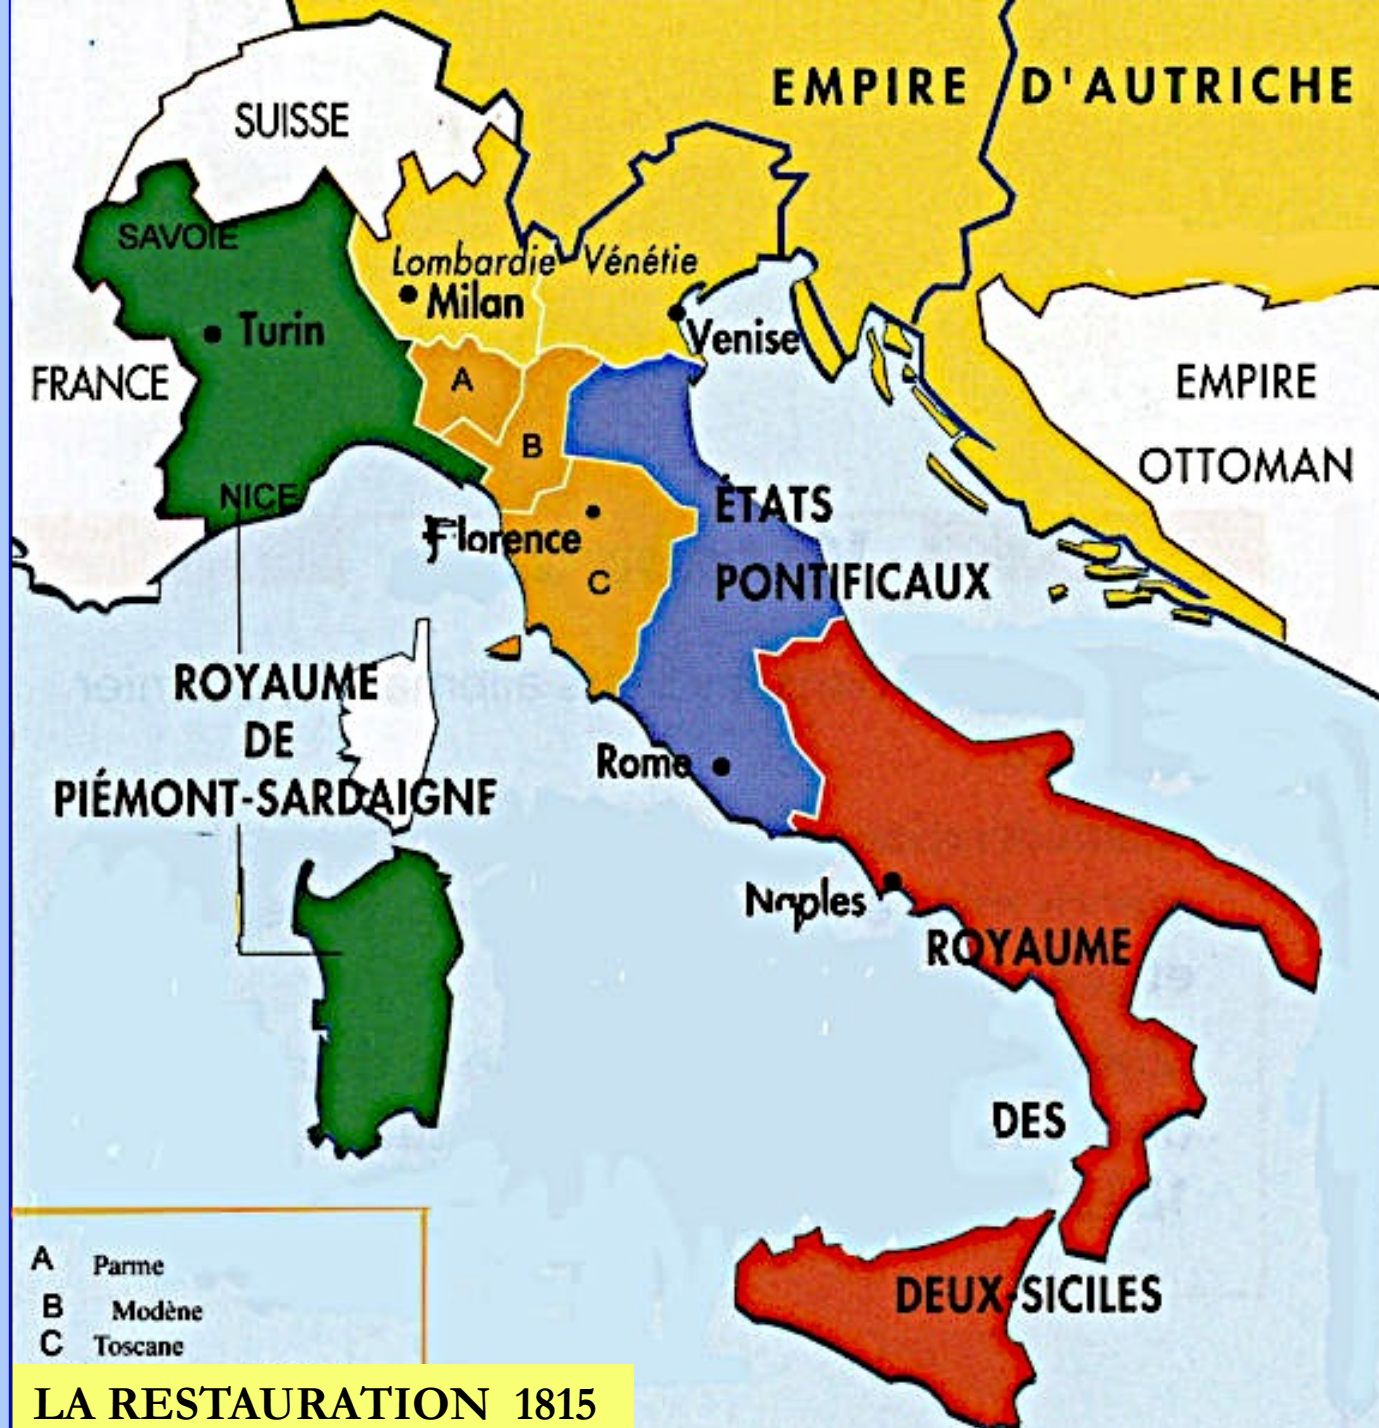 EMPIRE D'AUTRICHE
SUISSE
SAVOIE
Lombardie Vénétie
Milan
Turin
Venise
FRANCE
A
EMPIRE
OTTOMAN
B
NICE
ÉTATS
PONTIFICAUX
Florence
C
ROYAUME
DE
PIÉMONT-SARDAIGNE
Rome
Naples
ROYAUME
DES
DEUX-SICILES
A Parme
B Modène
C Toscane
LA RESTAURATION 1815